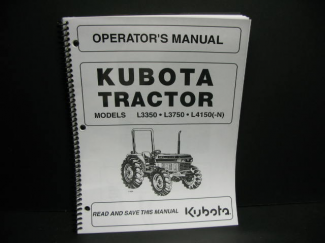 OPERATOR'S MANUAL
KUBOTA
TRACTOR
MODELS L3350 • L3750 • L4150(-N)
READ AND SAVE THIS MANUAL Kubota